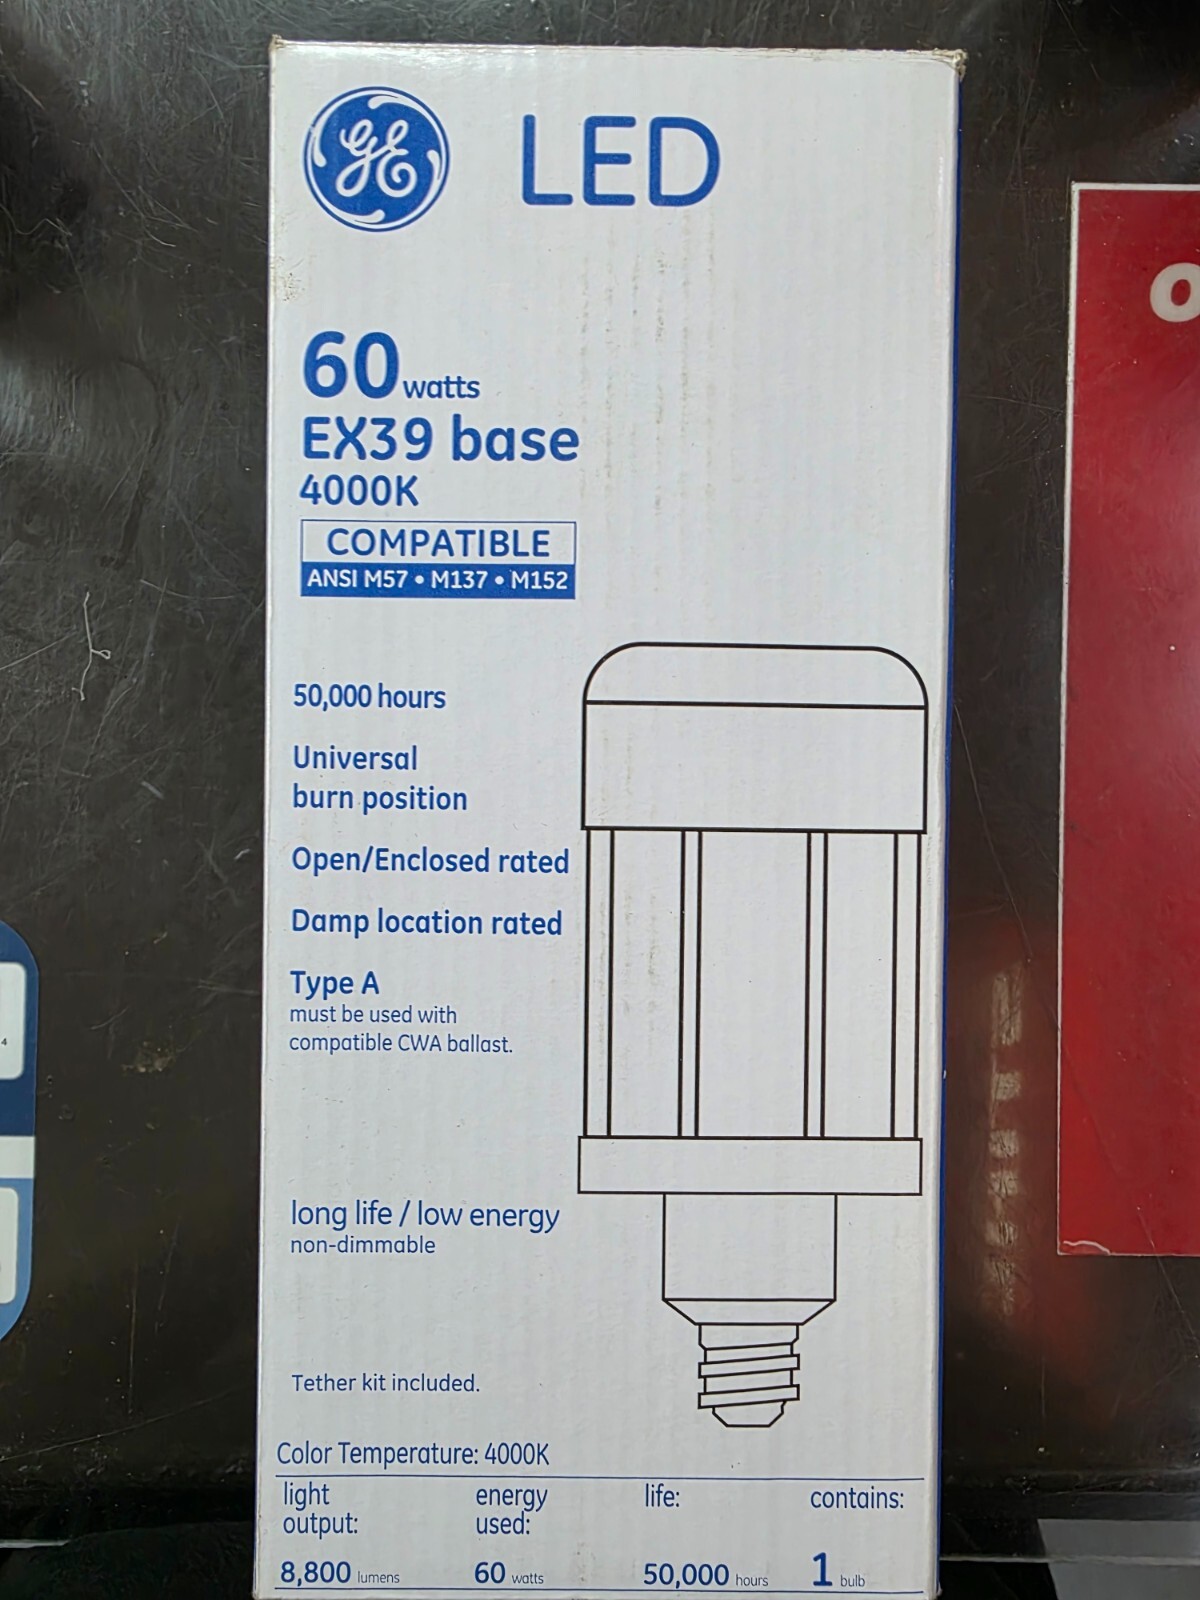 GE LED
60 watts
EX39 base
4000K
COMPATIBLE
ANSI M57 • M137 • M152
50,000 hours
Universal
burn position
Open/Enclosed rated
Damp location rated
Type A
must be used with
compatible CWA ballast.
long life / low energy
non-dimmable
Tether kit included.
Color Temperature: 4000K
light output: energy used: life: contains:
8,800 lumens 60 watts 50,000 hours 1 bulb
O
4